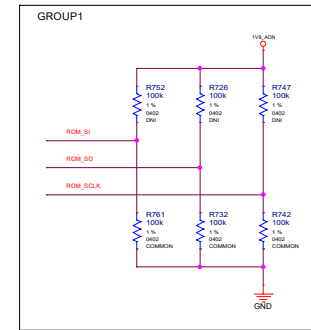 GROUP1
1V8_AON
R752
100k
1 %
0402
DNI
R726
100k
1 %
0402
DNI
R747
100k
1 %
0402
DNI
ROM_SI
ROM_SO
ROM_SCLK
R761
100k
1 %
0402
COMMON
R732
100k
1 %
0402
COMMON
R742
100k
1 %
0402
COMMON
GND